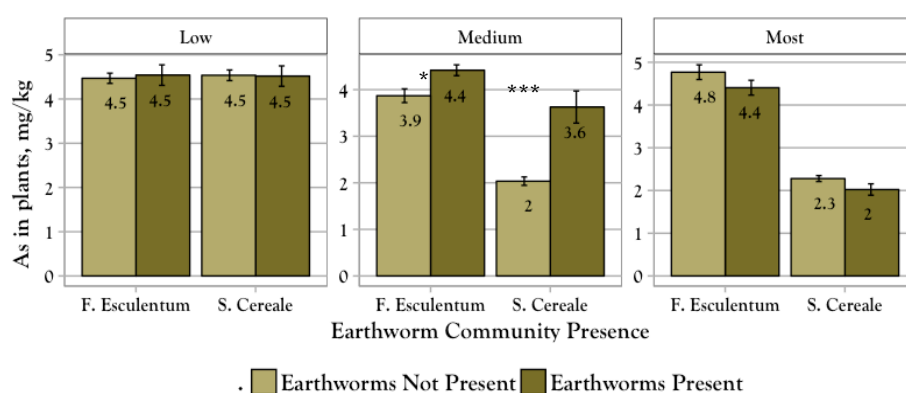 Low
Medium
Most
As in plants, mg/kg
5
4
3
2
1
0
4.5
4.5
4.5
4.5
F. Esculentum
S. Cereale
4
3
2
1
0
*
***
3.9
4.4
2
3.6
F. Esculentum
S. Cereale
5
4
3
2
1
0
4.8
4.4
2.3
2
F. Esculentum
S. Cereale
Earthworm Community Presence
. Earthworms Not Present Earthworms Present